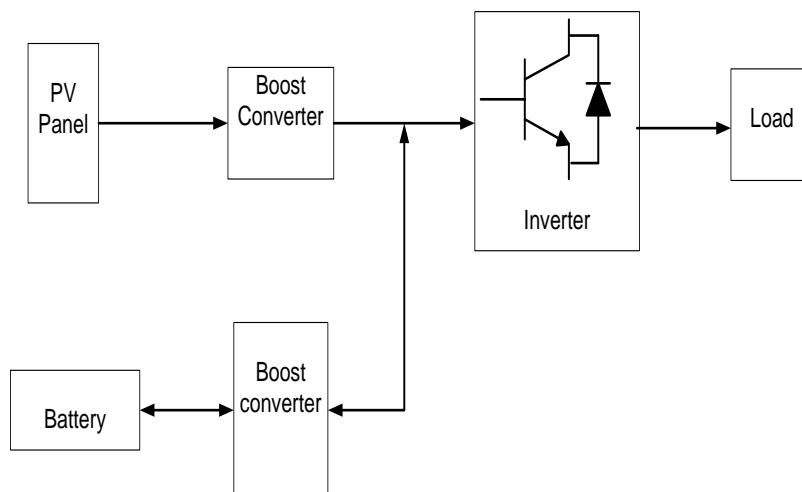 PV
Panel
Boost
Converter
Inverter
Load
Battery
Boost
converter